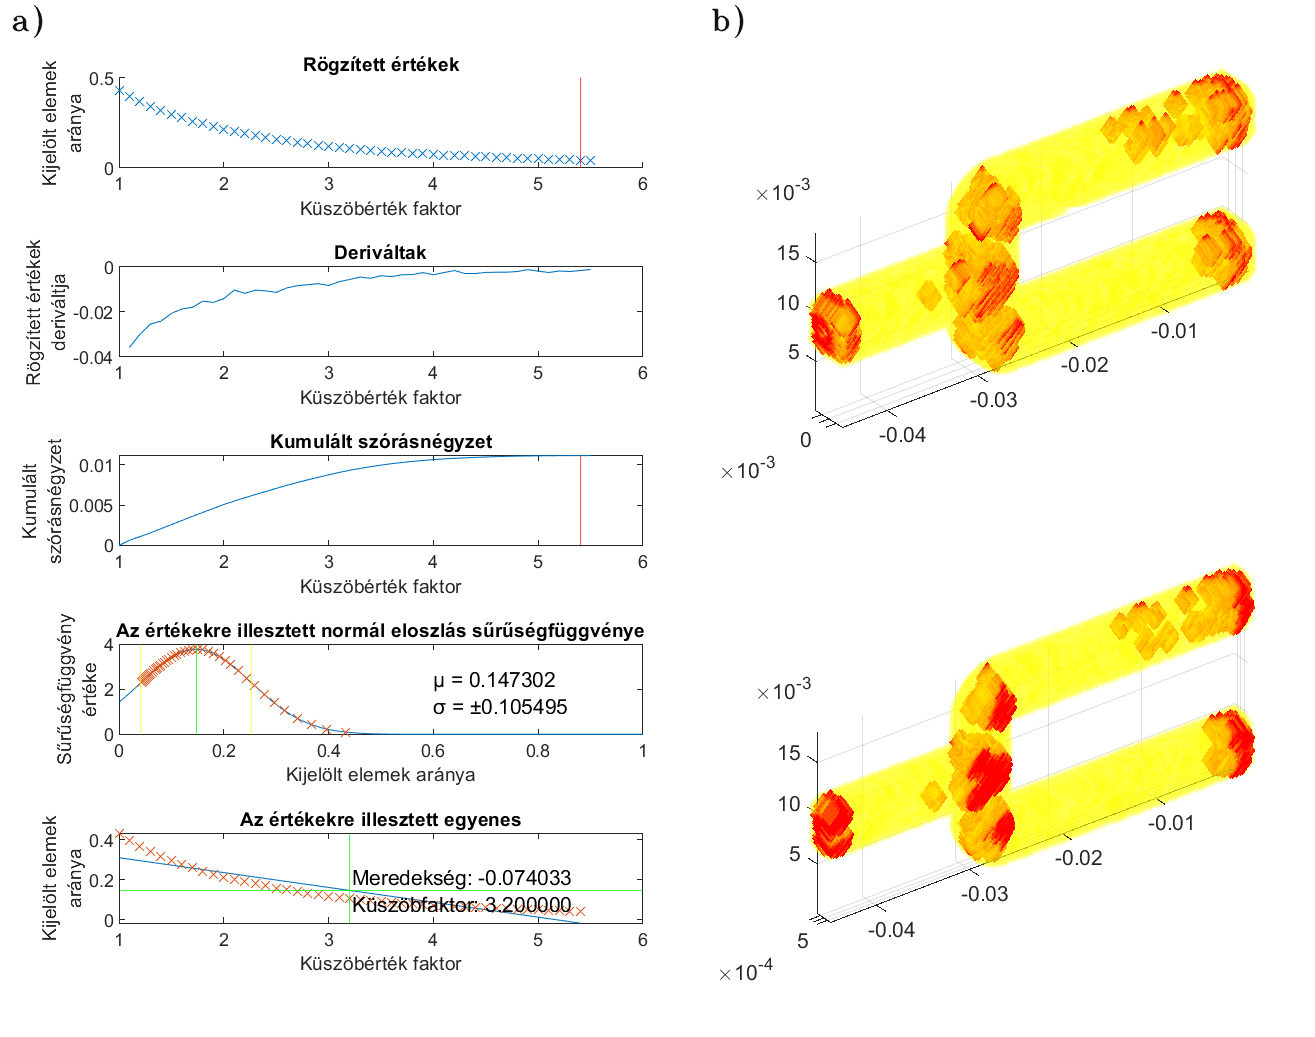 a)
Rögzített értékek
Kijelölt elemek
aránya
0.5
0
1 2 3 4 5 6
Küszöbérték faktor
Deriváltak
Rögzített értékek
deriváltja
0
-0.02
-0.04
1 2 3 4 5 6
Küszöbérték faktor
Kumulált szórásnégyzet
Kumulált
szórásnégyzet
0.01
0.005
0
1 2 3 4 5 6
Küszöbérték faktor
Az értékekre illesztett normál eloszlás sűrűségfüggvénye
Sűrűségfüggvény
értéke
4
2
0
μ = 0.147302
σ = ±0.105495
0 0.2 0.4 0.6 0.8 1
Kijelölt elemek aránya
Az értékekre illesztett egyenes
Kijelölt elemek
aránya
0.4
0.2
0
Meredekség: -0.074033
Küszöbfaktor: 3.200000
1 2 3 4 5 6
Küszöbérték faktor
b)
×10-3
15
10
5
0
-0.04
-0.03
-0.02
-0.01
×10-3
×10-3
15
10
5
5
-0.04
-0.03
-0.02
-0.01
×10-4